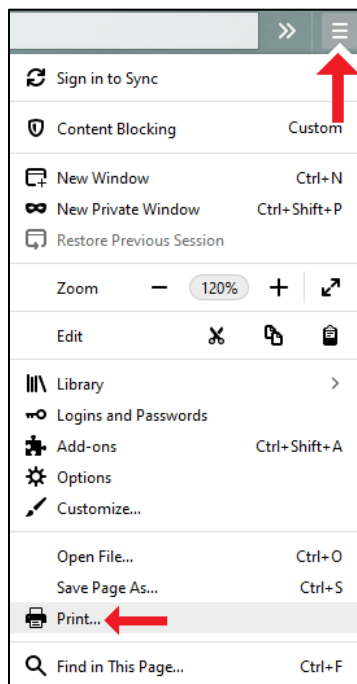 Sign in to Sync
Content Blocking Custom
New Window Ctrl+N
New Private Window Ctrl+Shift+P
Restore Previous Session
Zoom 120%
Edit
Library
Logins and Passwords
Add-ons Ctrl+Shift+A
Options
Customize...
Open File... Ctrl+O
Save Page As... Ctrl+S
Print...
Find in This Page... Ctrl+F